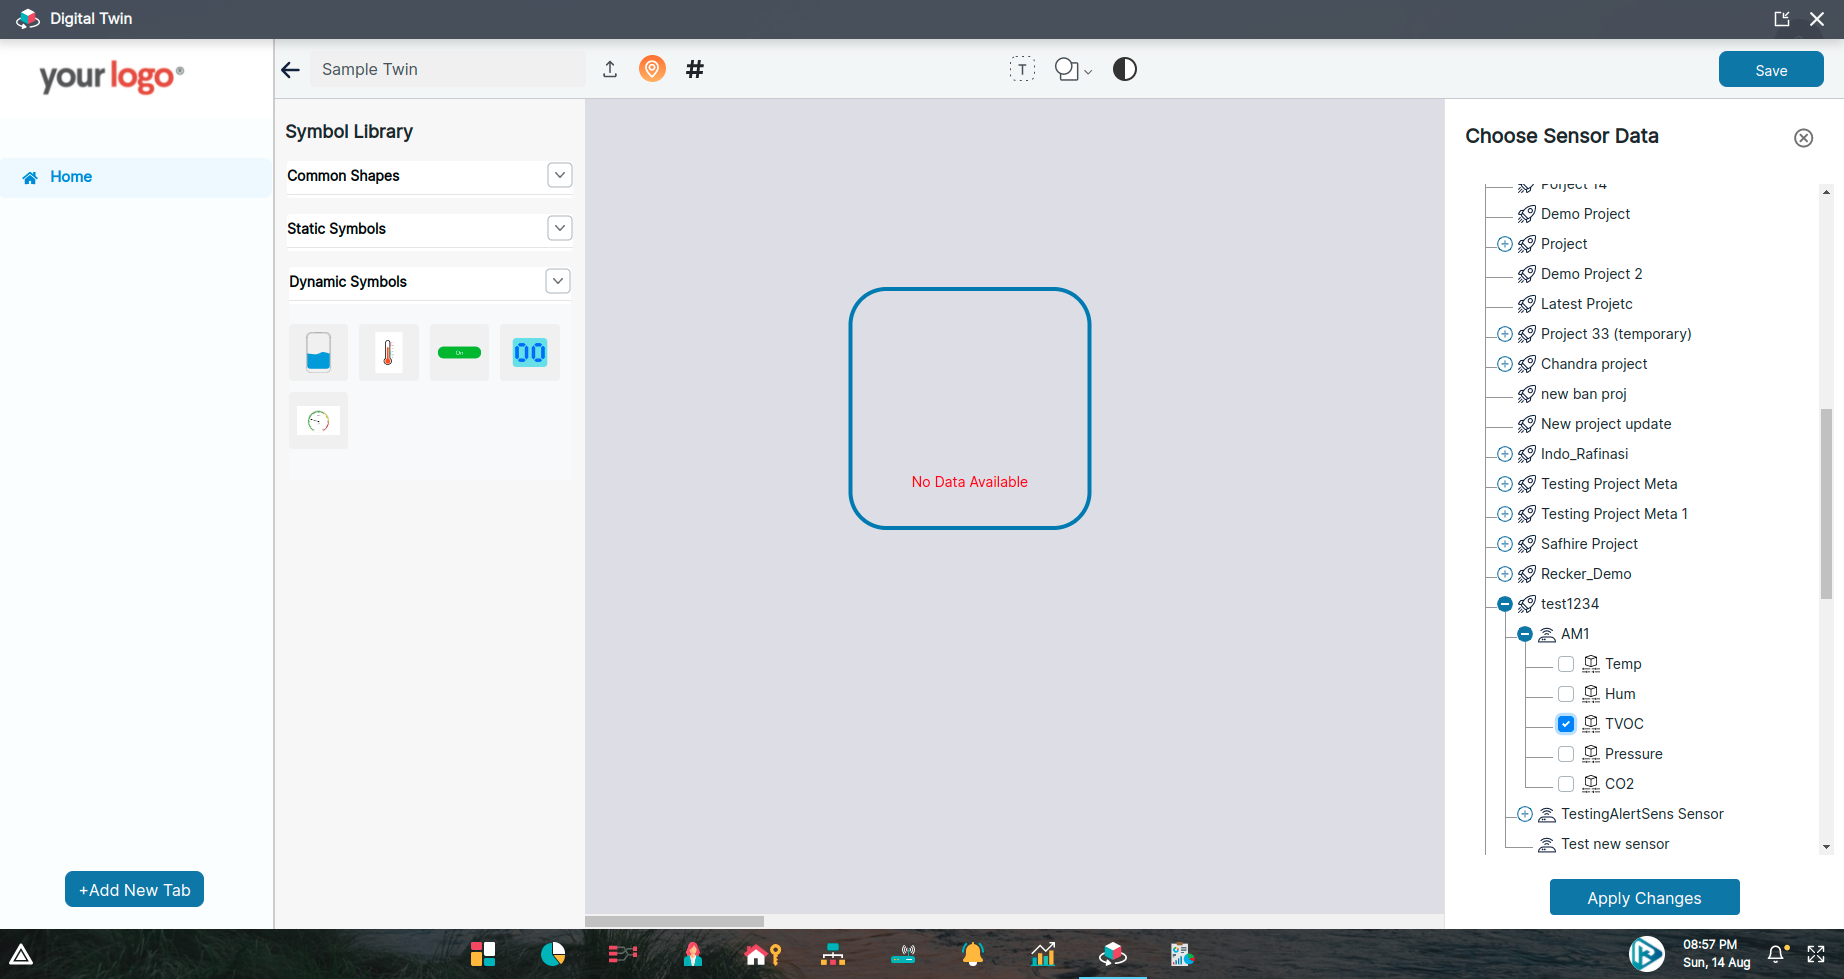 Digital Twin
your logo®
Sample Twin
#
T
Save
Home
Symbol Library
Common Shapes
Static Symbols
Dynamic Symbols
On
00
No Data Available
Choose Sensor Data
Porject 14
Demo Project
Project
Demo Project 2
Latest Projetc
Project 33 (temporary)
Chandra project
new ban proj
New project update
Indo_Rafinasi
Testing Project Meta
Testing Project Meta 1
Safhire Project
Recker_Demo
test1234
AM1
Temp
Hum
TVOC
Pressure
CO2
TestingAlertSens Sensor
Test new sensor
+Add New Tab
Apply Changes
08:57 PM
Sun, 14 Aug